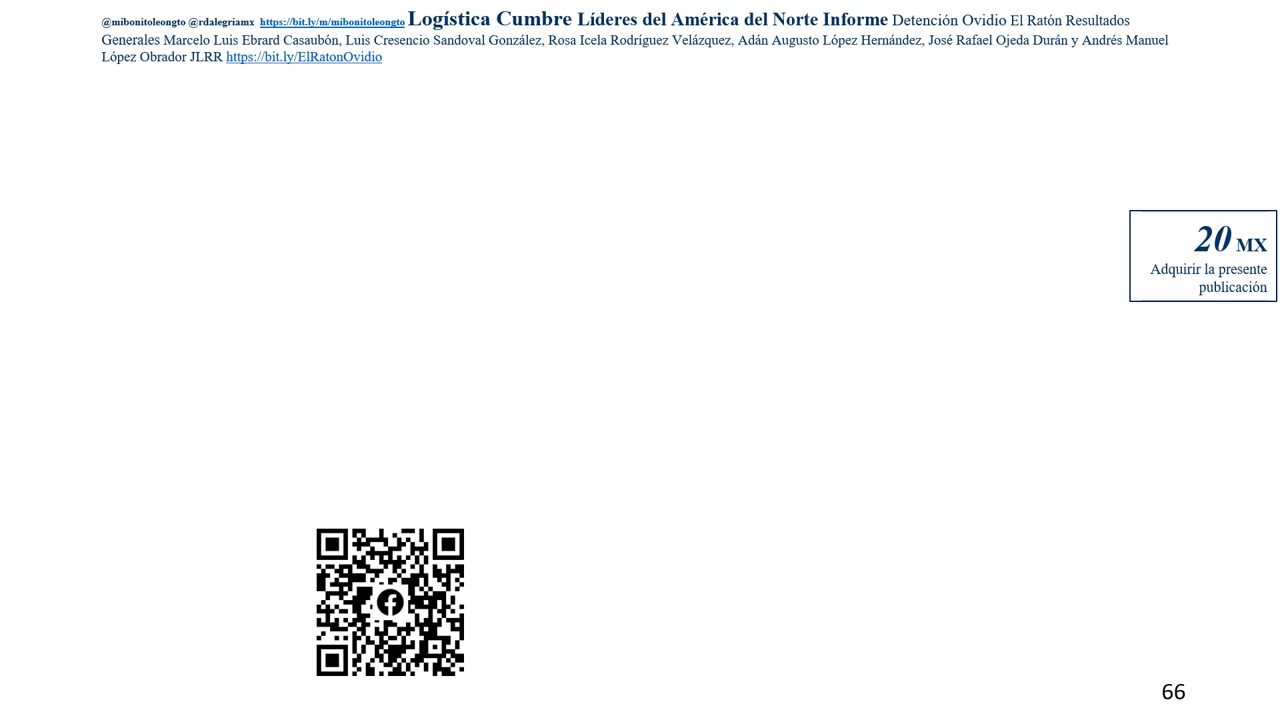 @mibonitoleongto @rdalegriamx https://bit.ly/m/mibonitoleongto Logística Cumbre Líderes del América del Norte Informe Detención Ovidio El Ratón Resultados
Generales Marcelo Luis Ebrard Casaubón, Luis Cresencio Sandoval González, Rosa Icela Rodríguez Velázquez, Adán Augusto López Hernández, José Rafael Ojeda Durán y Andrés Manuel
López Obrador JLRR https://bit.ly/ElRatonOvidio
20 MX
Adquirir la presente
publicación
66